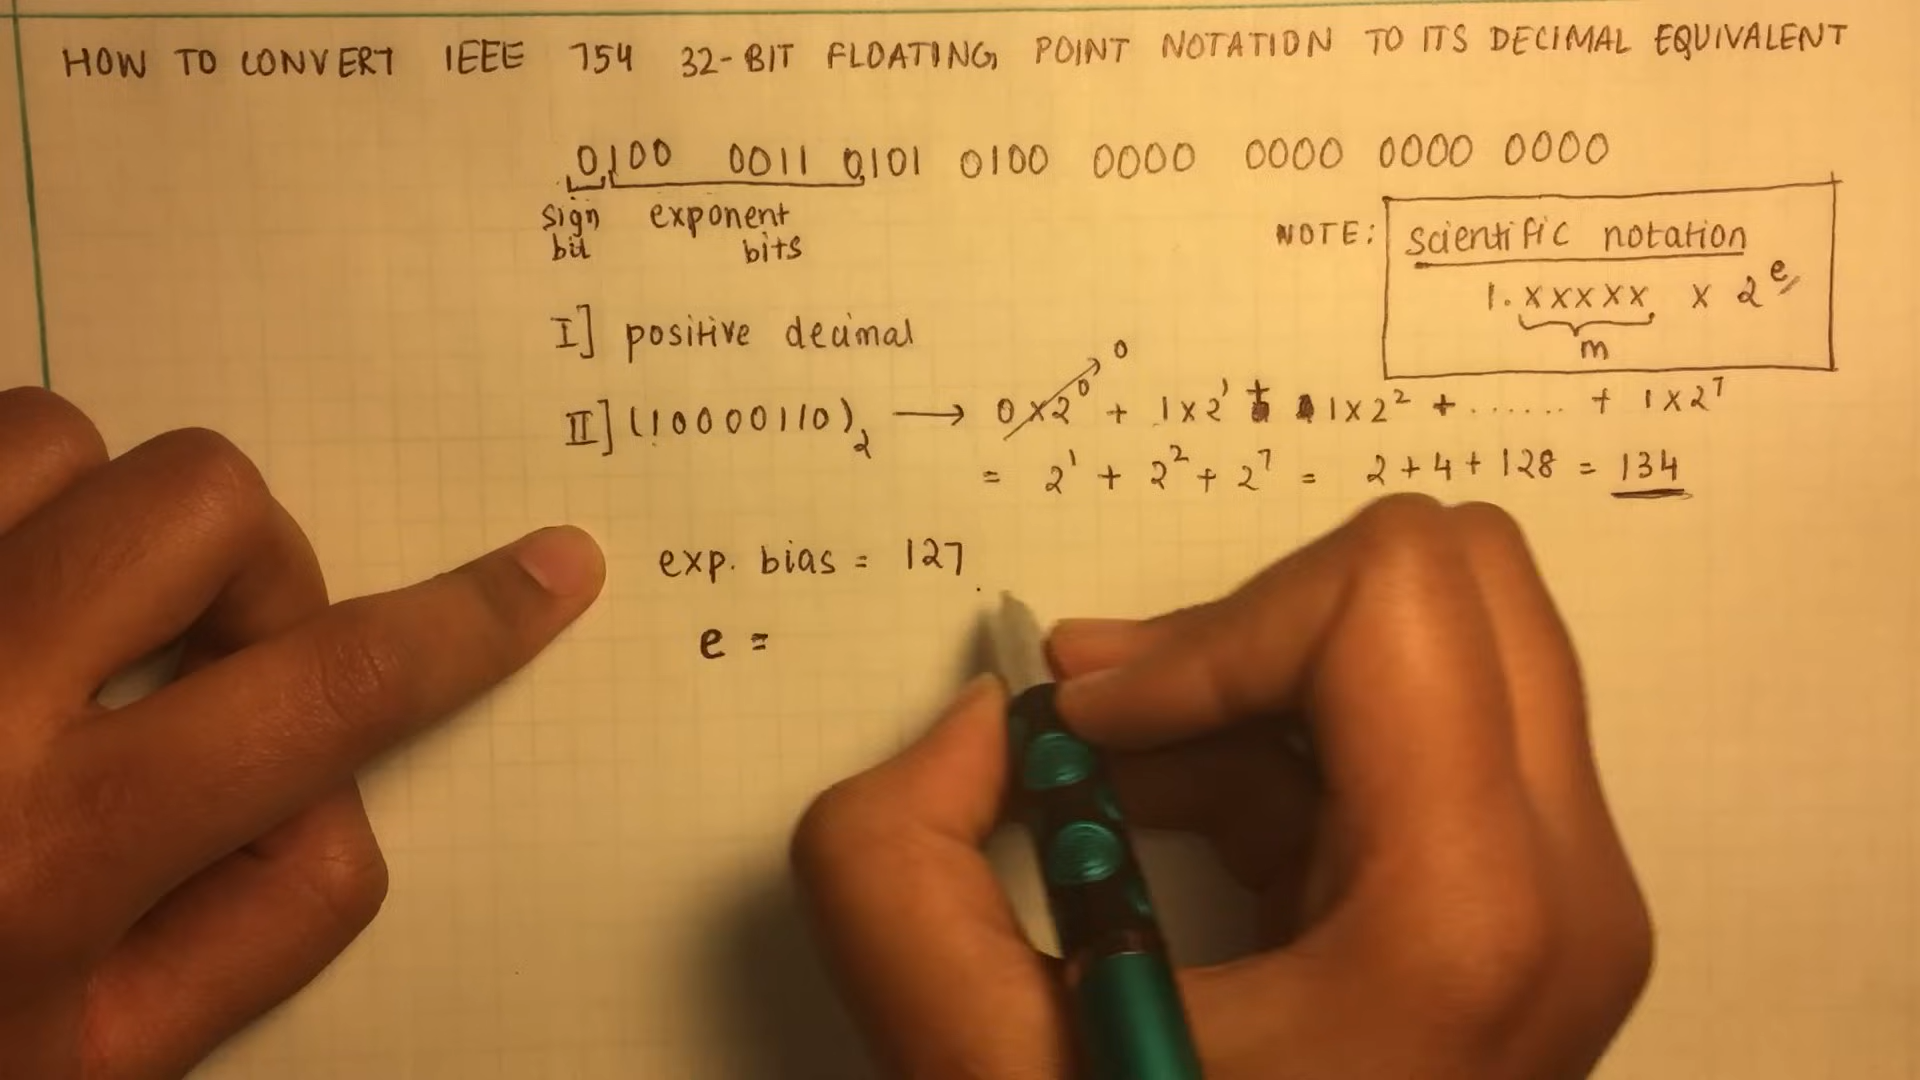 HOW TO CONVERT IEEE 754 32-BIT FLOATING POINT NOTATION TO ITS DECIMAL EQUIVALENT
0100 0011 0101 0100 0000 0000 0000 0000
sign bit
exponent bits
NOTE:
scientific notation
1.xxxxx x 2^e
m
I] positive decimal
II] (10000110)₂ → 0x2⁰ + 1x2¹ + 1x2² + ...... + 1x2⁷
0
= 2¹ + 2² + 2⁷ = 2+4+128 = 134
exp. bias = 127
e =